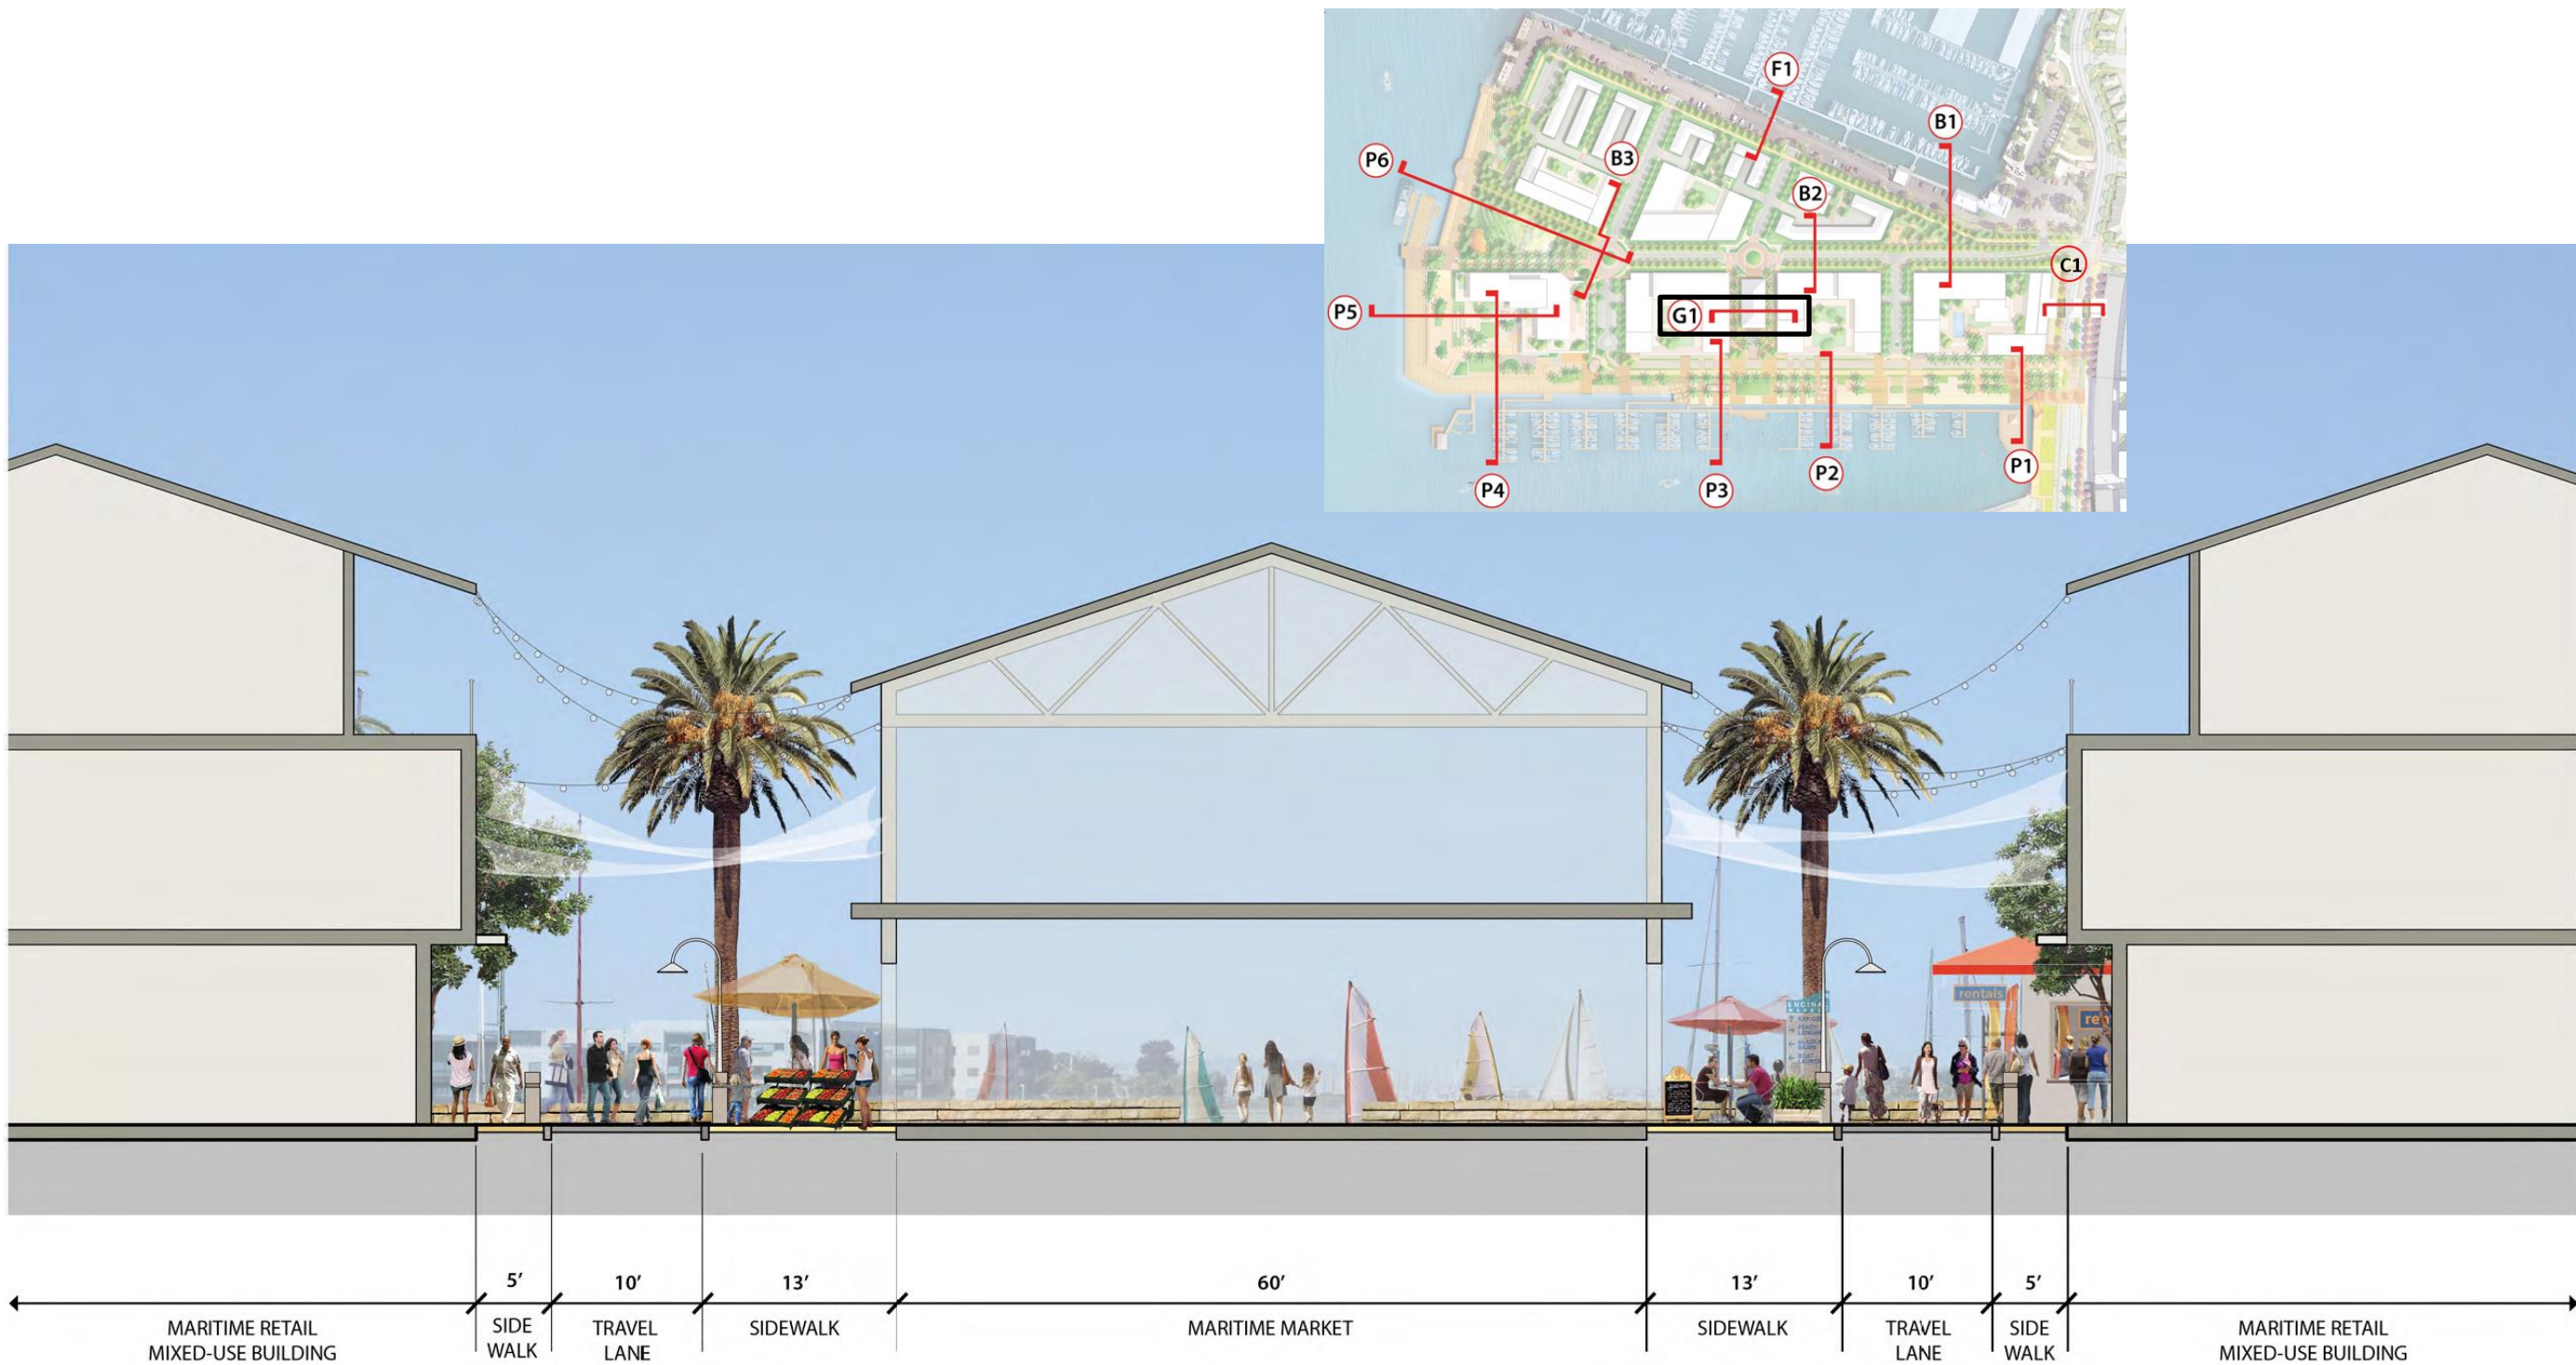 F1
B1
P6
B3
B2
C1
P5
G1
P4
P3
P2
P1
rentals
ENCINAL
5’
10’
13’
60’
13’
10’
5’
MARITIME RETAIL
MIXED-USE BUILDING
SIDE
WALK
TRAVEL
LANE
SIDEWALK
MARITIME MARKET
SIDEWALK
TRAVEL
LANE
SIDE
WALK
MARITIME RETAIL
MIXED-USE BUILDING